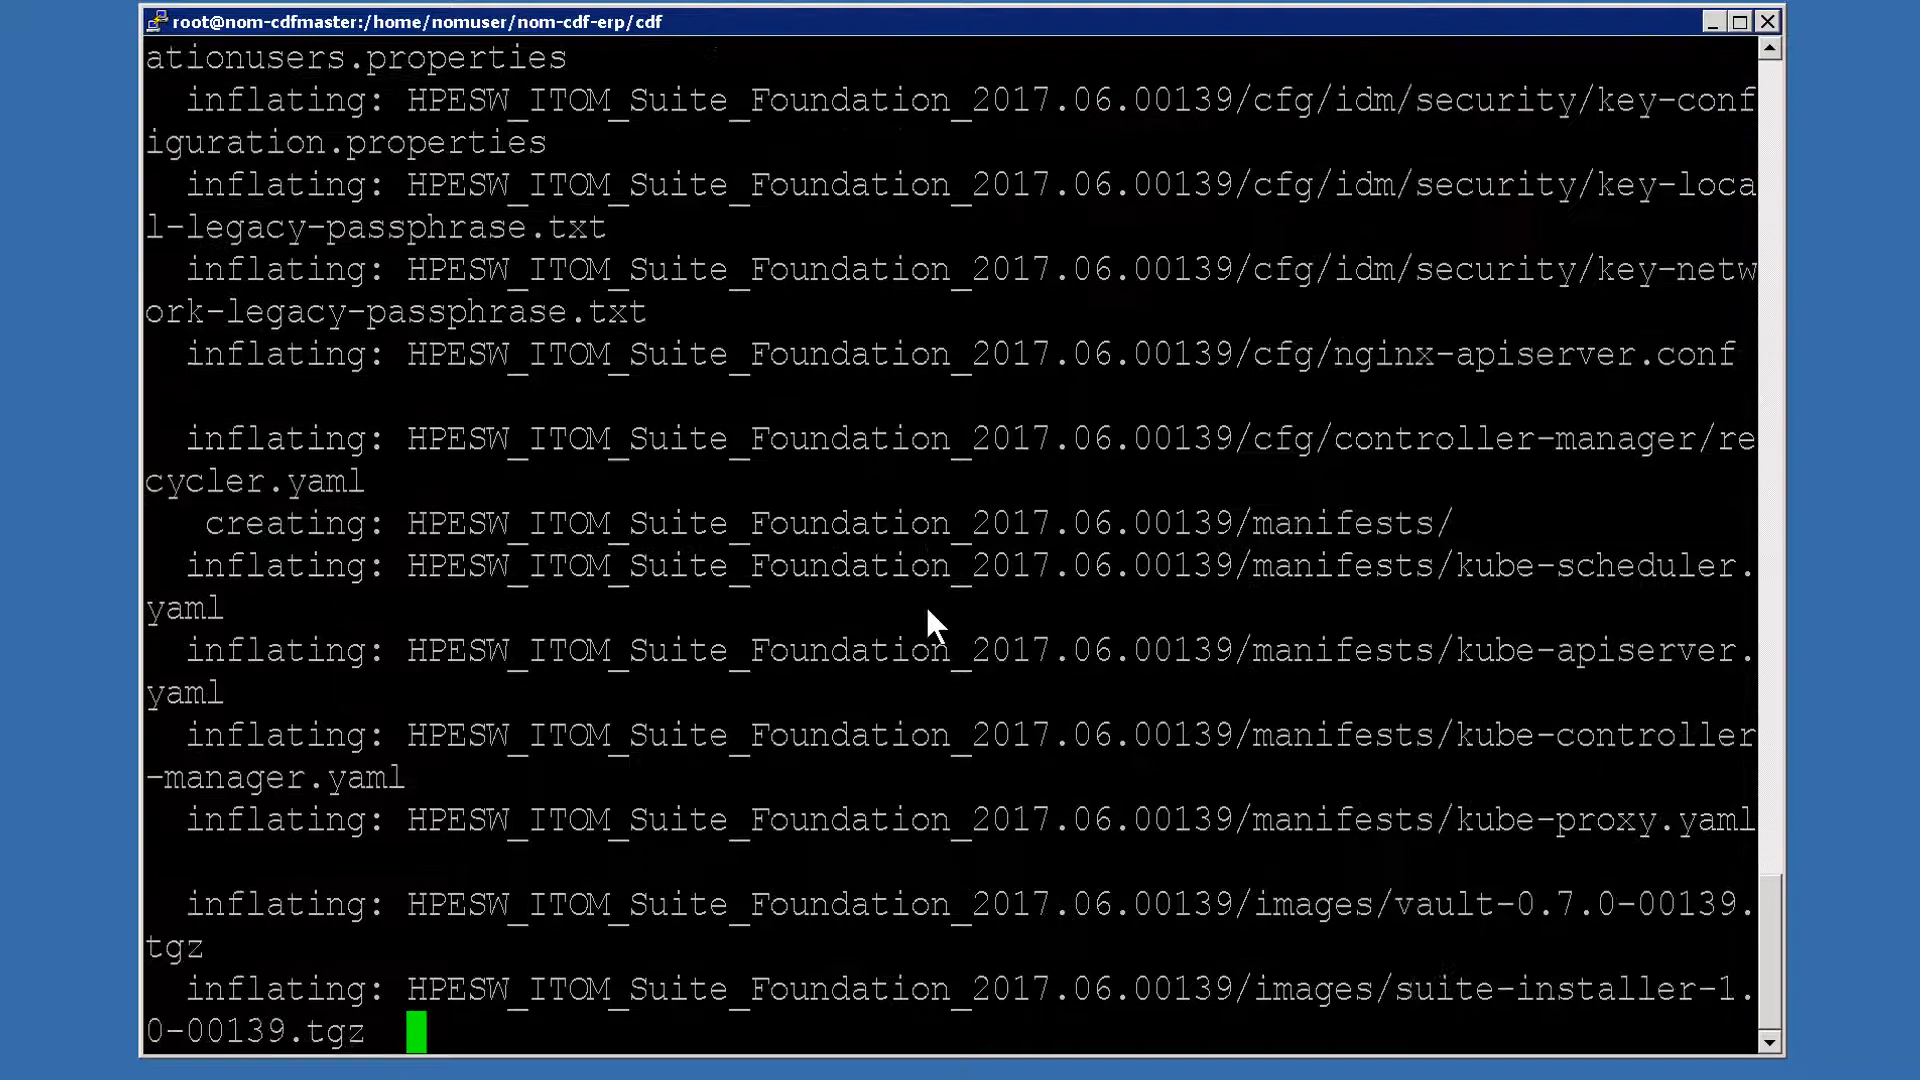 root@nom-cdfmaster:/home/nomuser/nom-cdf-erp/cdf
ationusers.properties
  inflating: HPESW_ITOM_Suite_Foundation_2017.06.00139/cfg/idm/security/key-conf
iguration.properties
  inflating: HPESW_ITOM_Suite_Foundation_2017.06.00139/cfg/idm/security/key-loca
l-legacy-passphrase.txt
  inflating: HPESW_ITOM_Suite_Foundation_2017.06.00139/cfg/idm/security/key-netw
ork-legacy-passphrase.txt
  inflating: HPESW_ITOM_Suite_Foundation_2017.06.00139/cfg/nginx-apiserver.conf
  inflating: HPESW_ITOM_Suite_Foundation_2017.06.00139/cfg/controller-manager/re
cycler.yaml
   creating: HPESW_ITOM_Suite_Foundation_2017.06.00139/manifests/
  inflating: HPESW_ITOM_Suite_Foundation_2017.06.00139/manifests/kube-scheduler.
yaml
  inflating: HPESW_ITOM_Suite_Foundation_2017.06.00139/manifests/kube-apiserver.
yaml
  inflating: HPESW_ITOM_Suite_Foundation_2017.06.00139/manifests/kube-controller
-manager.yaml
  inflating: HPESW_ITOM_Suite_Foundation_2017.06.00139/manifests/kube-proxy.yaml
  inflating: HPESW_ITOM_Suite_Foundation_2017.06.00139/images/vault-0.7.0-00139.
tgz
  inflating: HPESW_ITOM_Suite_Foundation_2017.06.00139/images/suite-installer-1.
0-00139.tgz